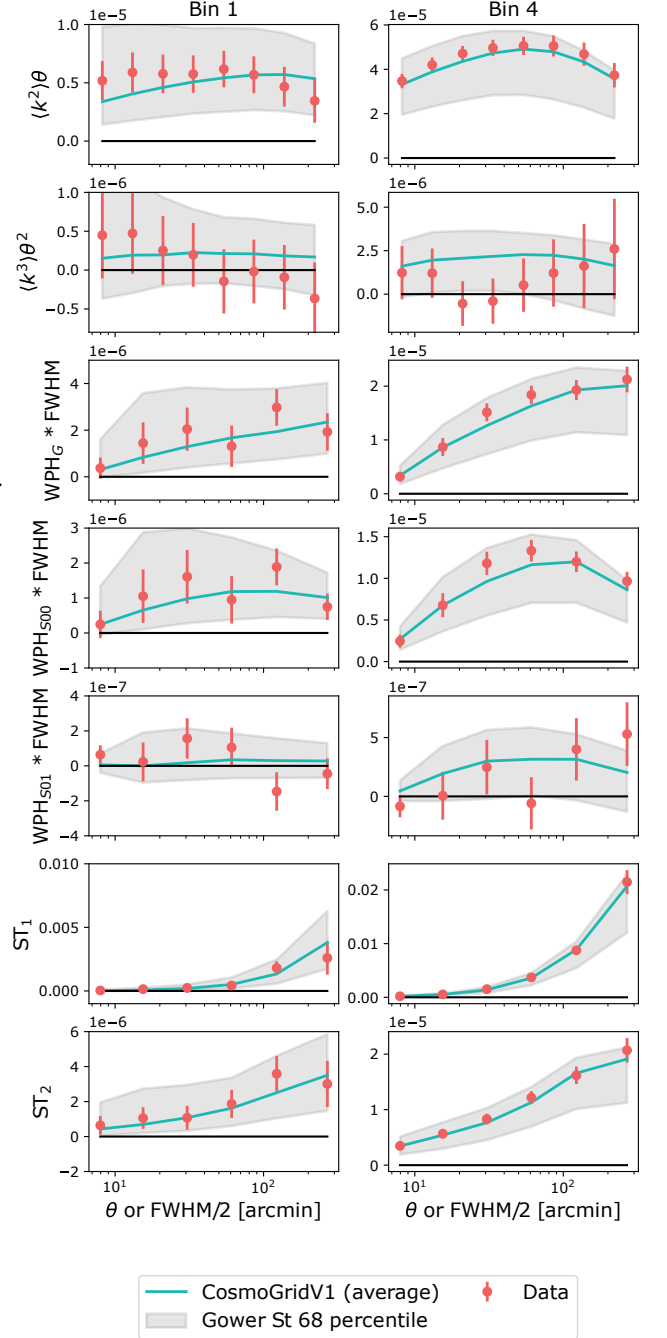 Bin 1 Bin 4
1e−5 1e−5
⟨k²⟩θ
1.0 0.5 0.0
6 4 2 0
1e−6 1e−6
⟨k³⟩θ²
1.0 0.5 0.0 −0.5
5.0 2.5 0.0
1e−6 1e−5
WPH_G * FWHM
4 2 0
2 1 0
1e−6 1e−5
WPH_S00 * FWHM
3 2 1 0 −1
1.5 1.0 0.5 0.0
1e−7 1e−7
WPH_S01 * FWHM
4 2 0 −2 −4
5 0
ST₁
0.010 0.005 0.000
0.02 0.01 0.00
1e−6 1e−5
ST₂
6 4 2 0 −2
2 1 0
10¹ 10² 10¹ 10²
θ or FWHM/2 [arcmin] θ or FWHM/2 [arcmin]
CosmoGridV1 (average) Data
Gower St 68 percentile